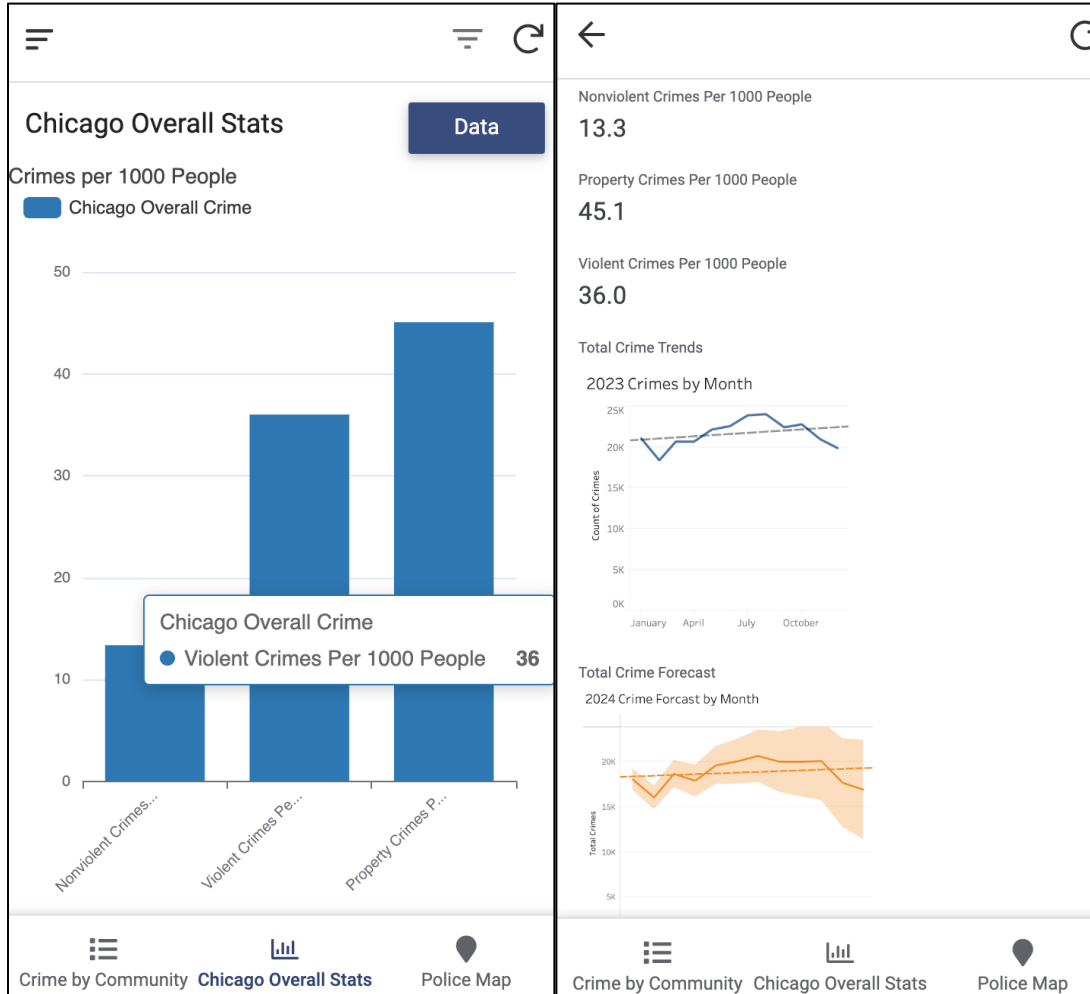 Chicago Overall Stats
Data
Crimes per 1000 People
Chicago Overall Crime
50
40
30
20
10
0
Chicago Overall Crime
Violent Crimes Per 1000 People 36
Nonviolent Crimes...
Violent Crimes Pe...
Property Crimes P...
Crime by Community
Chicago Overall Stats
Police Map
Nonviolent Crimes Per 1000 People
13.3
Property Crimes Per 1000 People
45.1
Violent Crimes Per 1000 People
36.0
Total Crime Trends
2023 Crimes by Month
Count of Crimes
25K
20K
15K
10K
5K
0K
January April July October
Total Crime Forecast
2024 Crime Forcast by Month
Total Crimes
20K
15K
10K
5K
Crime by Community
Chicago Overall Stats
Police Map